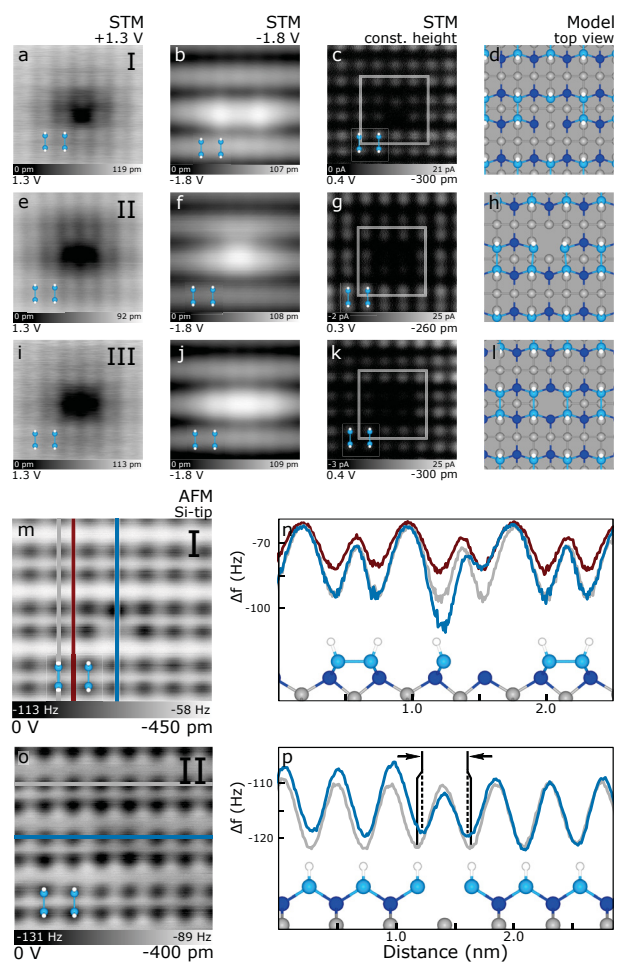 STM STM STM Model
+1.3 V -1.8 V const. height top view
a I b c d
0 pm 119 pm 0 pm 107 pm 0 pA 21 pA
1.3 V -1.8 V 0.4 V -300 pm
e II f g h
0 pm 92 pm 0 pm 108 pm -2 pA 25 pA
1.3 V -1.8 V 0.3 V -260 pm
i III j k l
0 pm 113 pm 0 pm 109 pm -3 pA 25 pA
1.3 V -1.8 V 0.4 V -300 pm
AFM
Si-tip
m I n
-70
-100
Δf (Hz)
1.0 2.0
-113 Hz -58 Hz
0 V -450 pm
o II p
-110
-120
Δf (Hz)
-131 Hz -89 Hz
0 V -400 pm
1.0 2.0
Distance (nm)